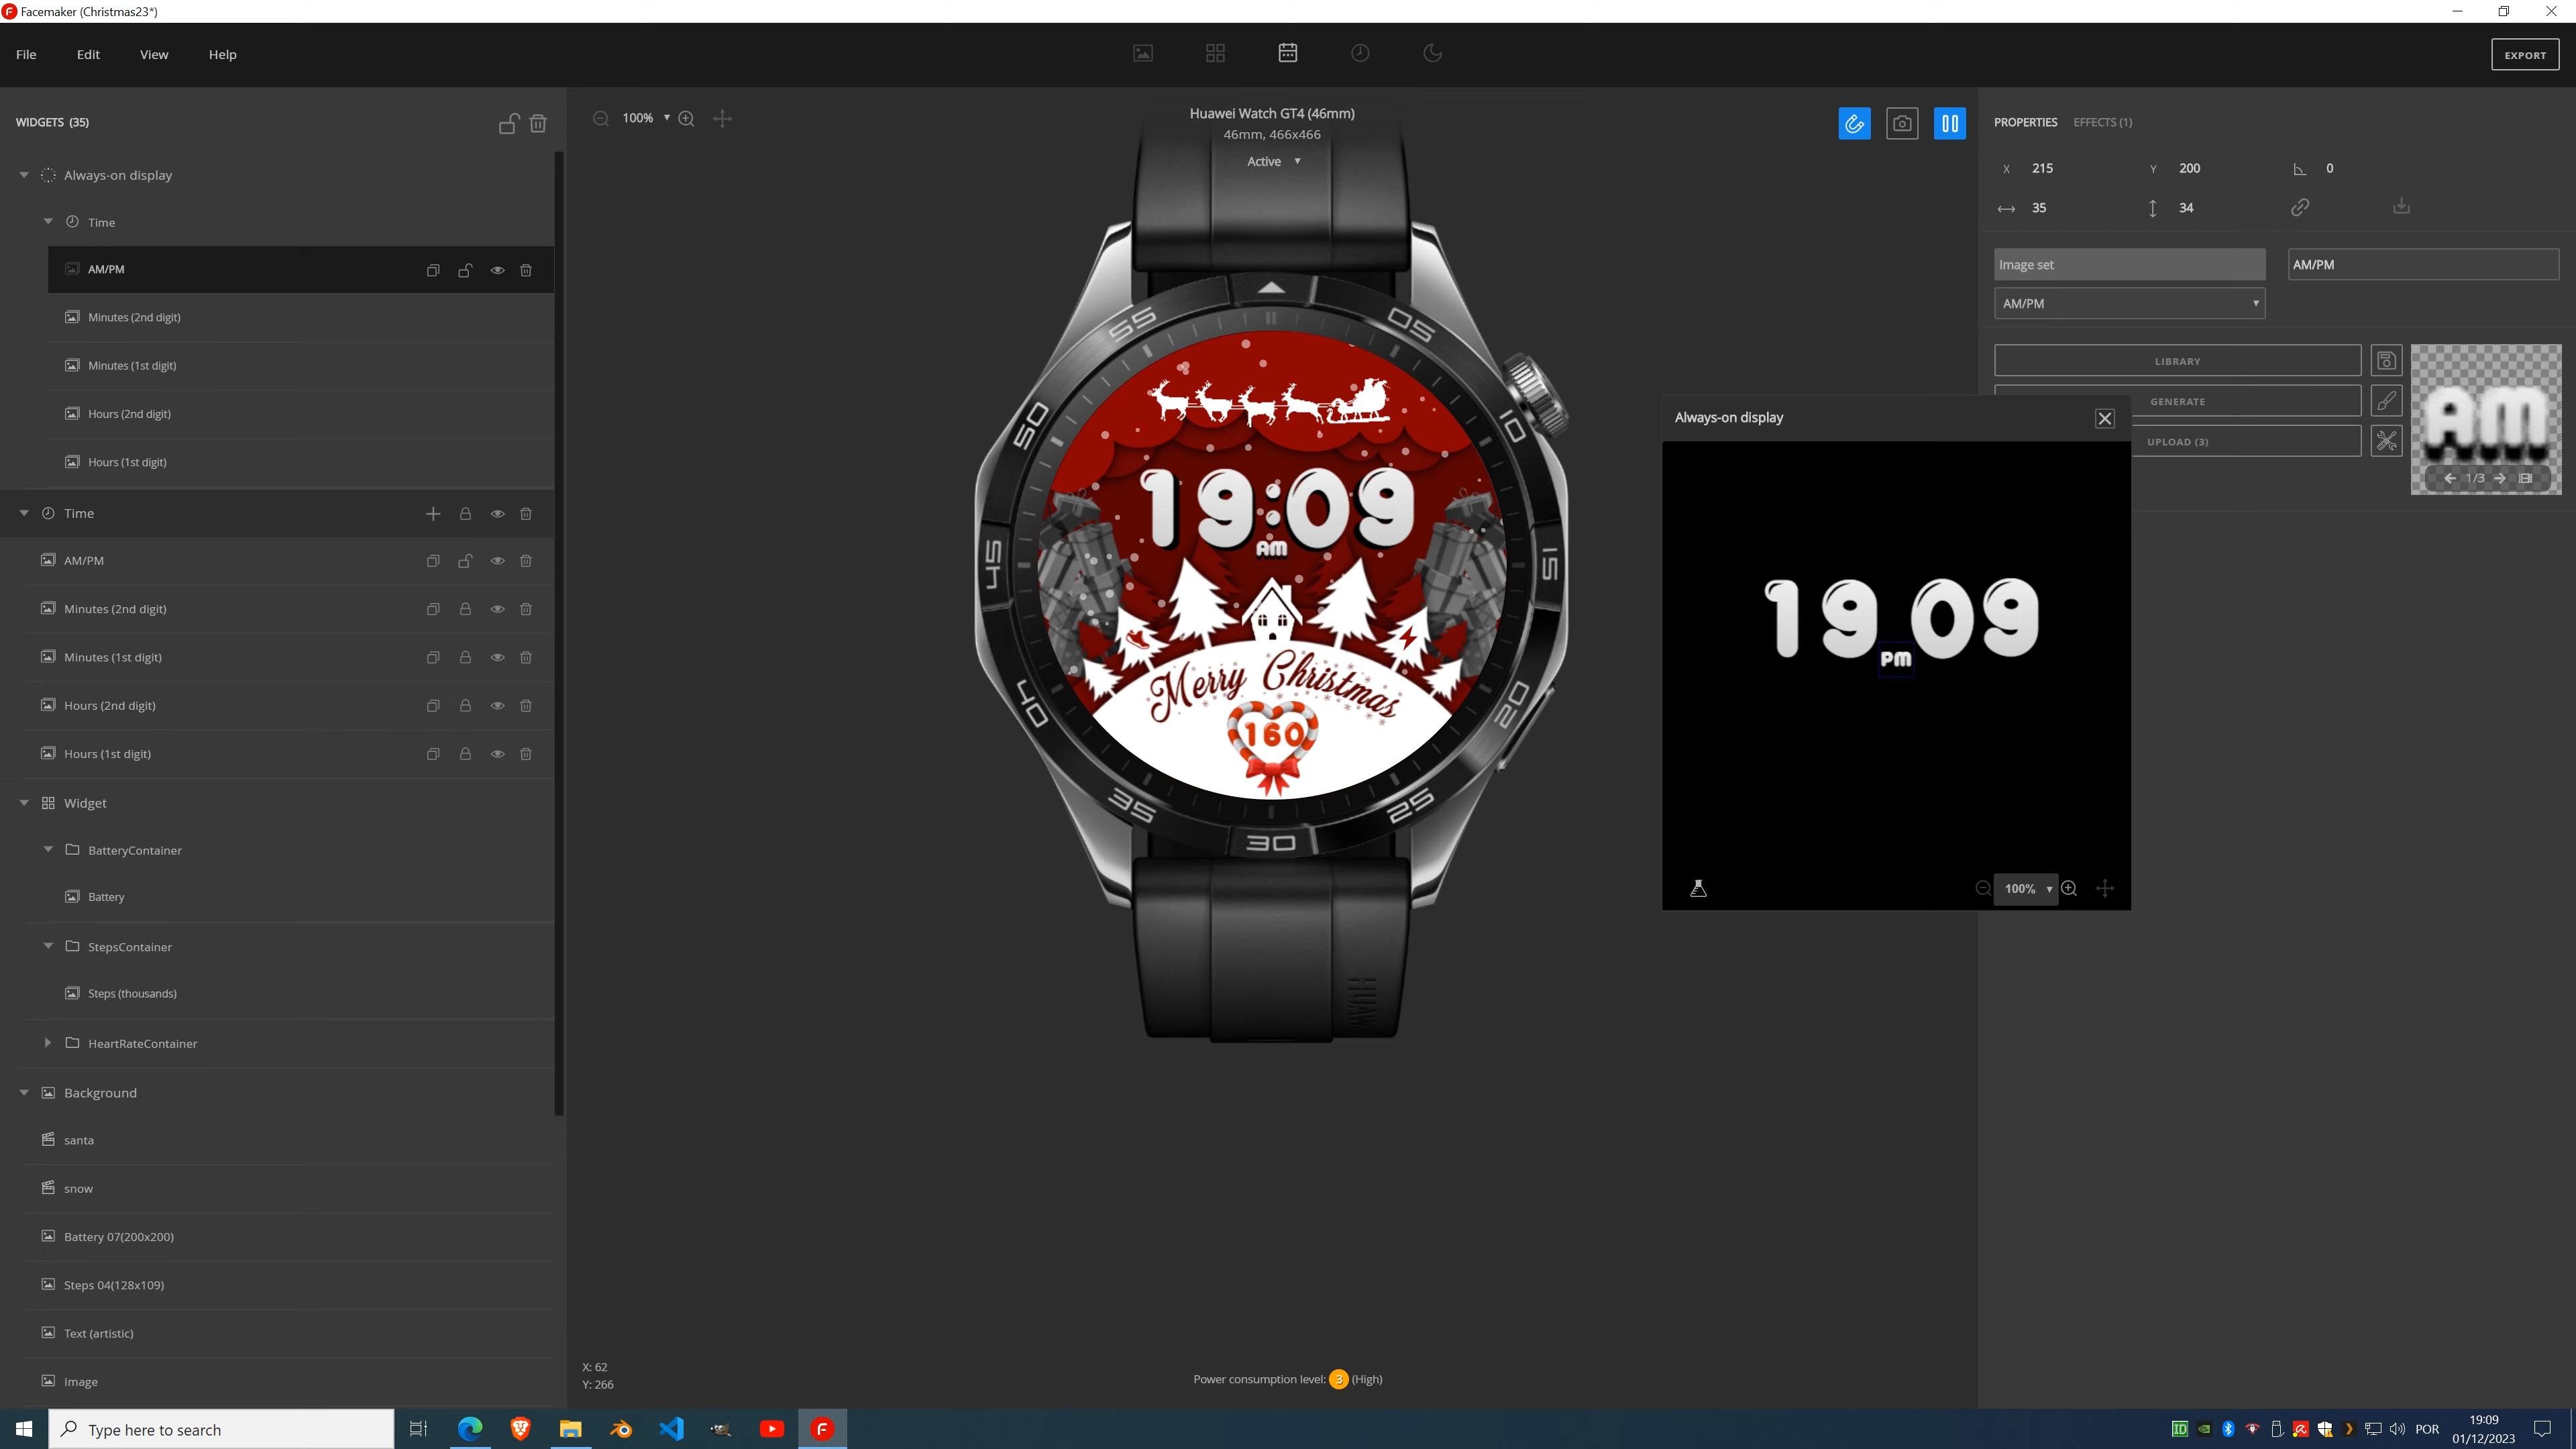 Facemaker (Christmas23*)
File Edit View Help
EXPORT
WIDGETS (35)
Always-on display
Time
AM/PM
Minutes (2nd digit)
Minutes (1st digit)
Hours (2nd digit)
Hours (1st digit)
Time
AM/PM
Minutes (2nd digit)
Minutes (1st digit)
Hours (2nd digit)
Hours (1st digit)
Widget
BatteryContainer
Battery
StepsContainer
Steps (thousands)
HeartRateContainer
Background
santa
snow
Battery 07(200x200)
Steps 04(128x109)
Text (artistic)
Image
100%
Huawei Watch GT4 (46mm)
46mm, 466x466
Active
55
05
50
10
45
15
40
20
35
25
30
19:09
AM
Merry Christmas
160
HUAW
X: 62
Y: 266
Power consumption level: 3 (High)
Always-on display
19 09
PM
100%
PROPERTIES EFFECTS (1)
X 215 Y 200 0
35 34
Image set AM/PM
AM/PM
LIBRARY
GENERATE
UPLOAD (3)
AM
1/3
Type here to search
ID
POR
19:09
01/12/2023